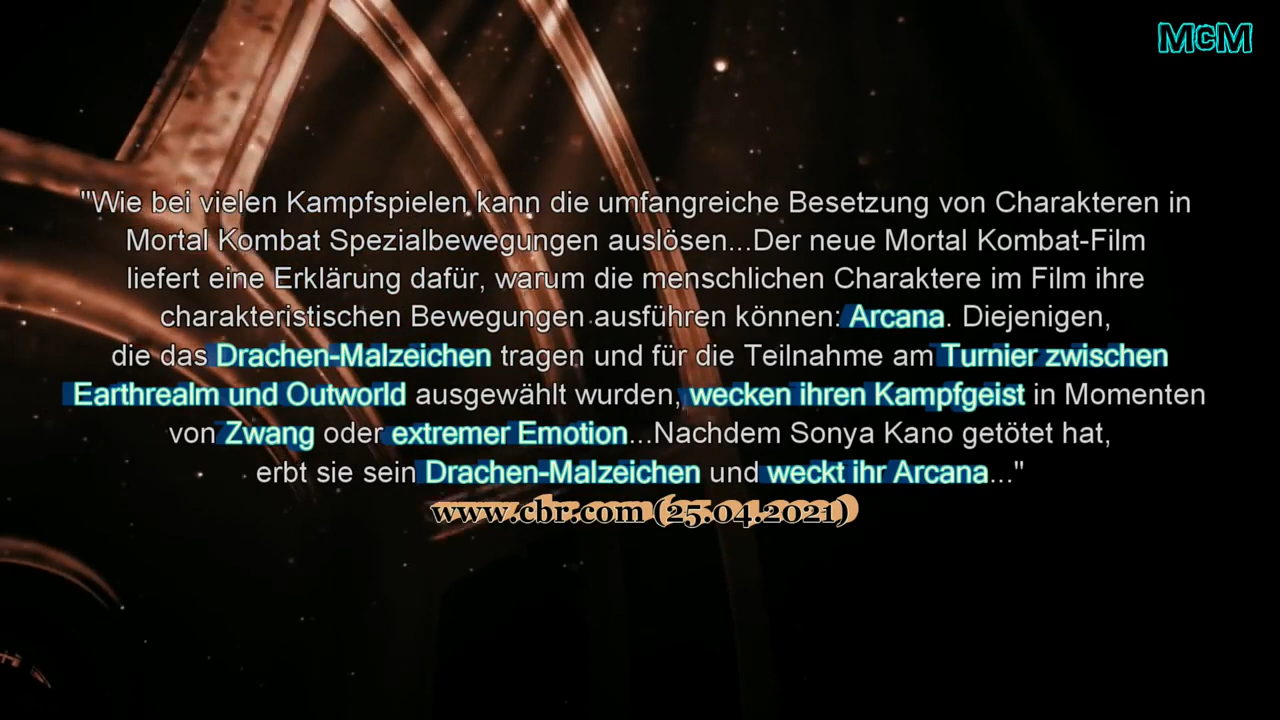 McM
"Wie bei vielen Kampfspielen kann die umfangreiche Besetzung von Charakteren in
Mortal Kombat Spezialbewegungen auslösen...Der neue Mortal Kombat-Film
liefert eine Erklärung dafür, warum die menschlichen Charaktere im Film ihre
charakteristischen Bewegungen ausführen können: Arcana. Diejenigen,
die das Drachen-Malzeichen tragen und für die Teilnahme am Turnier zwischen
Earthrealm und Outworld ausgewählt wurden, wecken ihren Kampfgeist in Momenten
von Zwang oder extremer Emotion...Nachdem Sonya Kano getötet hat,
erbt sie sein Drachen-Malzeichen und weckt ihr Arcana..."
www.cbr.com (25.04.2021)